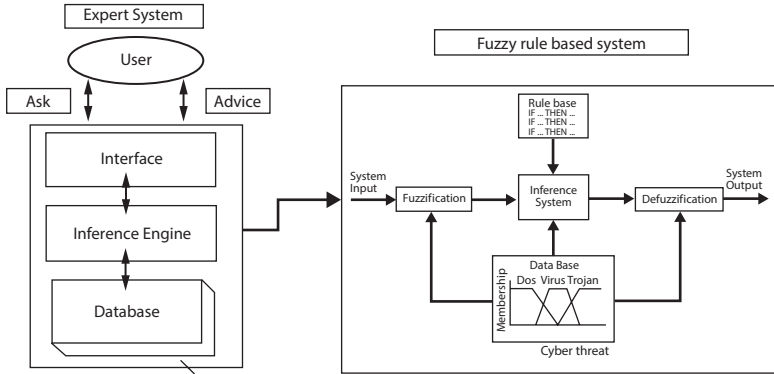 Expert System
User
Ask
Advice
Interface
Inference Engine
Database
Fuzzy rule based system
Rule base
IF ... THEN ...
IF ... THEN ...
IF ... THEN ...
System
Input
Fuzzification
Inference
System
Defuzzification
System
Output
Data Base
Dos Virus Trojan
Membership
Cyber threat